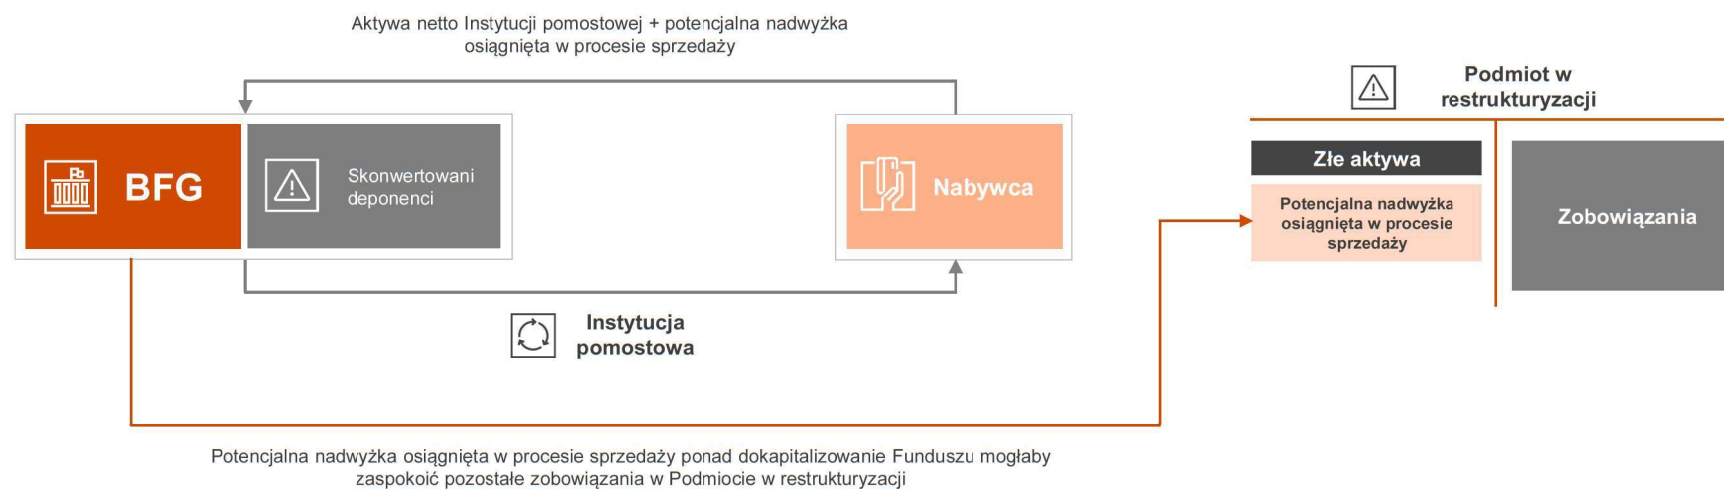 Aktywa netto Instytucji pomostowej + potencjalna nadwyżka
osiągnięta w procesie sprzedaży
Podmiot w
restrukturyzacji
BFG
Skonwertowani
deponenci
Nabywca
Złe aktywa
Potencjalna nadwyżka
osiągnięta w procesie
sprzedaży
Zobowiązania
Instytucja
pomostowa
Potencjalna nadwyżka osiągnięta w procesie sprzedaży ponad dokapitalizowanie Funduszu mogłaby
zaspokoić pozostałe zobowiązania w Podmiocie w restrukturyzacji